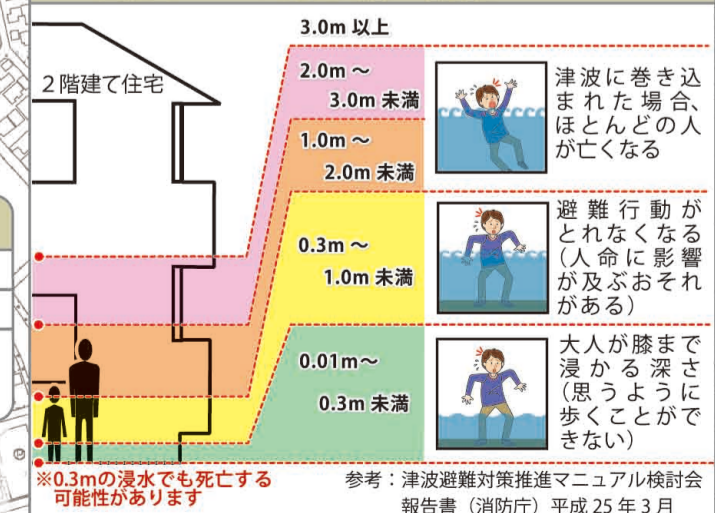 3.0m 以上
2階建て住宅
2.0m ～
3.0m 未満
1.0m ～
2.0m 未満
0.3m ～
1.0m 未満
0.01m～
0.3m 未満
津波に巻き込
まれた場合、
ほとんどの人
が亡くなる
避難行動が
とれなくなる
(人命に影響
が及ぶおそれ
がある)
大人が膝まで
浸かる深さ
(思うように
歩くことがで
きない)
※0.3mの浸水でも死亡する
可能性があります
参考：津波避難対策推進マニュアル検討会
報告書（消防庁）平成 25 年 3 月